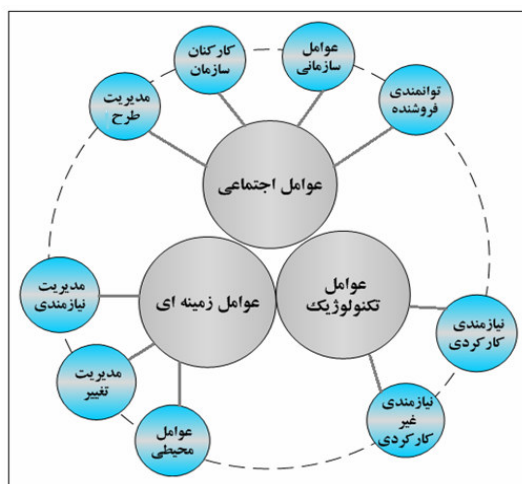 عوامل
سازمانی
کارکنان
سازمان
توانمندی
فروشنده
مدیریت
طرح
عوامل اجتماعی
عوامل
تکنولوژیک
عوامل زمینه ای
مدیریت
نیازمندی
نیازمندی
کارکردی
مدیریت
تغییر
نیازمندی
غیر
کارکردی
عوامل
محیطی